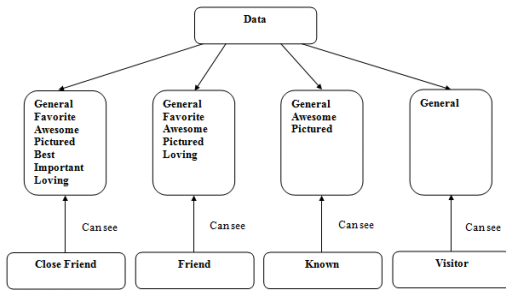 Data
General
Favorite
Awesome
Pictured
Best
Important
Loving
General
Favorite
Awesome
Pictured
Loving
General
Awesome
Pictured
General
Can see
Can see
Can see
Can see
Close Friend
Friend
Known
Visitor